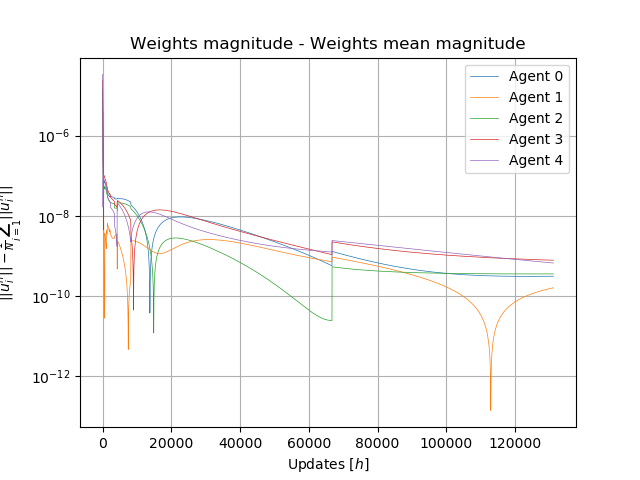 Weights magnitude - Weights mean magnitude
Agent 0
Agent 1
Agent 2
Agent 3
Agent 4
10⁻⁶
10⁻⁸
10⁻¹⁰
10⁻¹²
0 20000 40000 60000 80000 100000 120000
Updates [h]